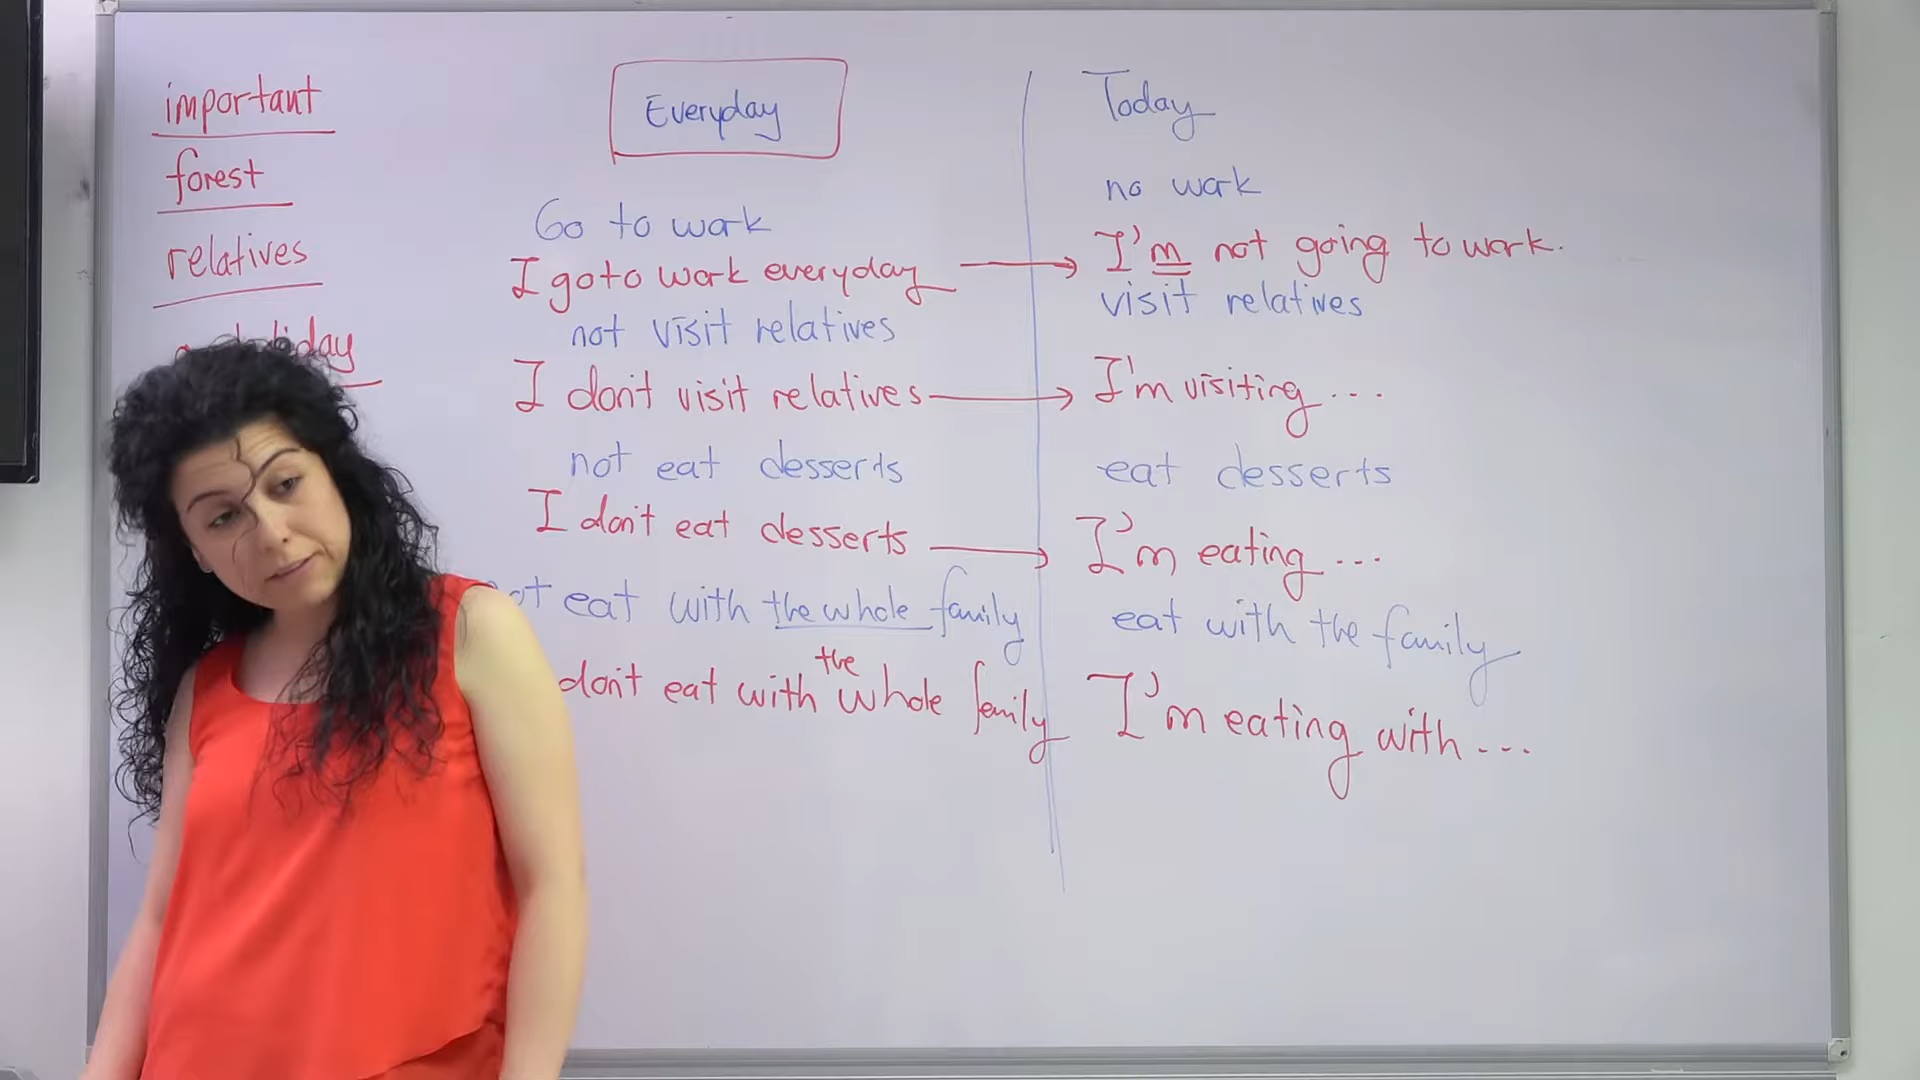 important
forest
relatives
Everyday
Go to work
I go to work everyday
not visit relatives
I don't visit relatives
not eat desserts
I don't eat desserts
eat with the whole family
don't eat with the whole family
Today
no work
I'm not going to work.
visit relatives
I'm visiting...
eat desserts
I'm eating...
eat with the family
I'm eating with...